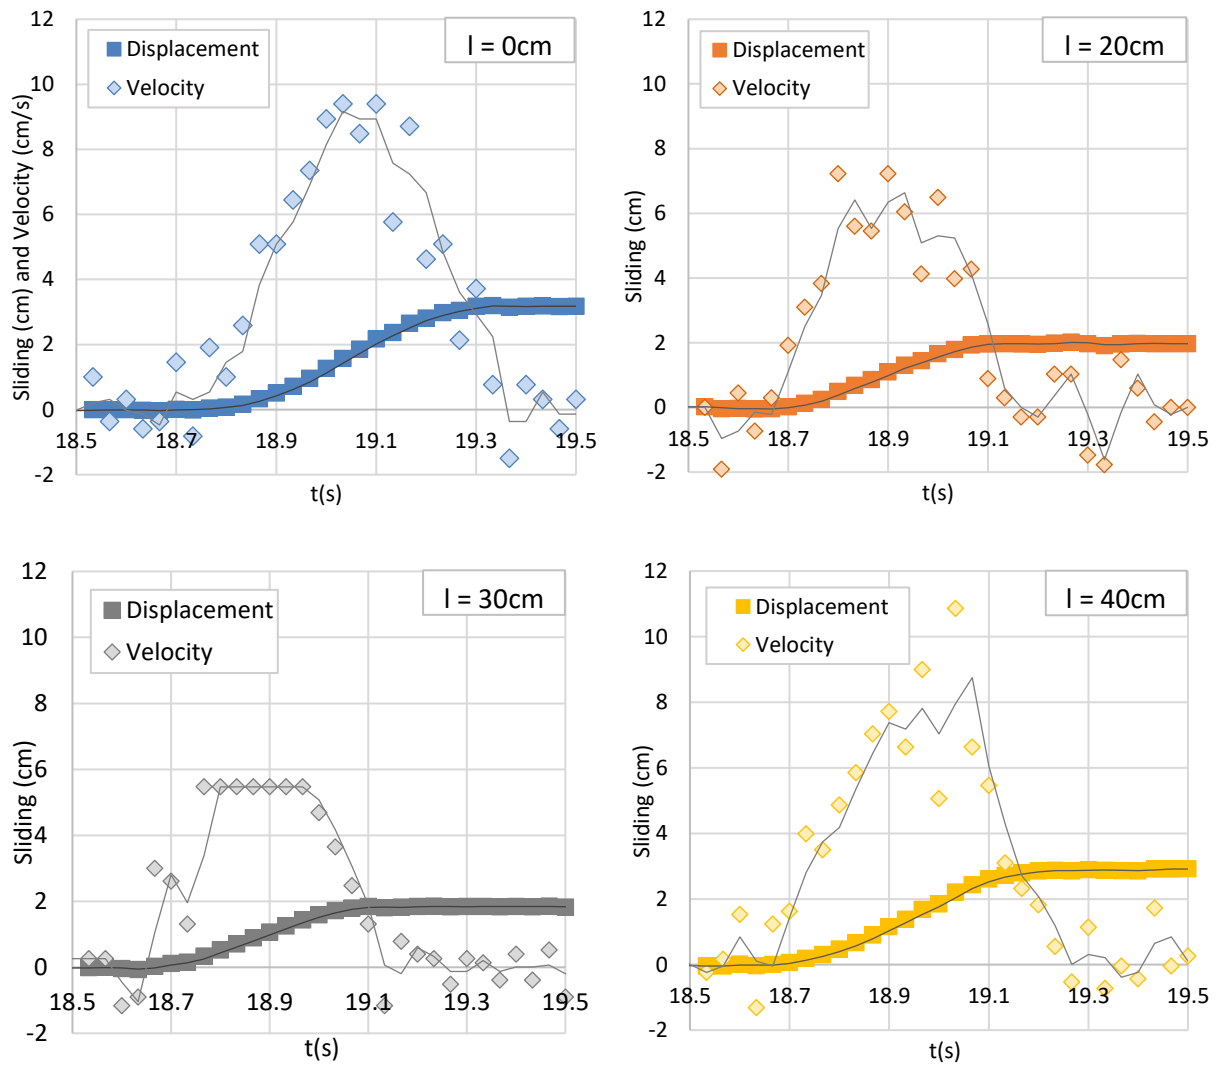 l = 0cm
Displacement
Velocity
12
10
8
6
4
2
0
-2
18.5
18.7
18.9
19.1
19.3
19.5
Sliding (cm) and Velocity (cm/s)
t(s)
l = 20cm
Displacement
Velocity
12
10
8
6
4
2
0
-2
18.5
18.7
18.9
19.1
19.3
19.5
Sliding (cm)
t(s)
l = 30cm
Displacement
Velocity
12
10
8
6
4
2
0
-2
18.5
18.7
18.9
19.1
19.3
19.5
Sliding (cm)
t(s)
l = 40cm
Displacement
Velocity
12
10
8
6
4
2
0
-2
18.5
18.7
18.9
19.1
19.3
19.5
Sliding (cm)
t(s)